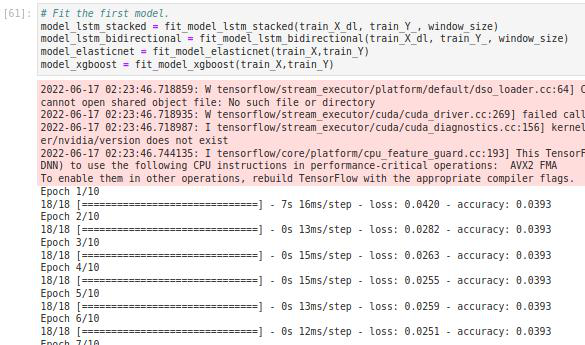 [61]: # Fit the first model.
model_lstm_stacked = fit_model_lstm_stacked(train_X_dl, train_Y_, window_size)
model_lstm_bidirectional = fit_model_lstm_bidirectional(train_X_dl, train_Y_, window_size)
model_elasticnet = fit_model_elasticnet(train_X,train_Y)
model_xgboost = fit_model_xgboost(train_X,train_Y)
2022-06-17 02:23:46.718859: W tensorflow/stream_executor/platform/default/dso_loader.cc:64] C
cannot open shared object file: No such file or directory
2022-06-17 02:23:46.718935: W tensorflow/stream_executor/cuda/cuda_driver.cc:269] failed call
2022-06-17 02:23:46.718987: I tensorflow/stream_executor/cuda/cuda_diagnostics.cc:156] kernel
er/nvidia/version does not exist
2022-06-17 02:23:46.744135: I tensorflow/core/platform/cpu_feature_guard.cc:193] This TensorF
DNN) to use the following CPU instructions in performance-critical operations:  AVX2 FMA
To enable them in other operations, rebuild TensorFlow with the appropriate compiler flags.
Epoch 1/10
18/18 [==============================] - 7s 16ms/step - loss: 0.0420 - accuracy: 0.0393
Epoch 2/10
18/18 [==============================] - 0s 13ms/step - loss: 0.0282 - accuracy: 0.0393
Epoch 3/10
18/18 [==============================] - 0s 15ms/step - loss: 0.0263 - accuracy: 0.0393
Epoch 4/10
18/18 [==============================] - 0s 15ms/step - loss: 0.0255 - accuracy: 0.0393
Epoch 5/10
18/18 [==============================] - 0s 13ms/step - loss: 0.0259 - accuracy: 0.0393
Epoch 6/10
18/18 [==============================] - 0s 12ms/step - loss: 0.0251 - accuracy: 0.0393
Epoch 7/10